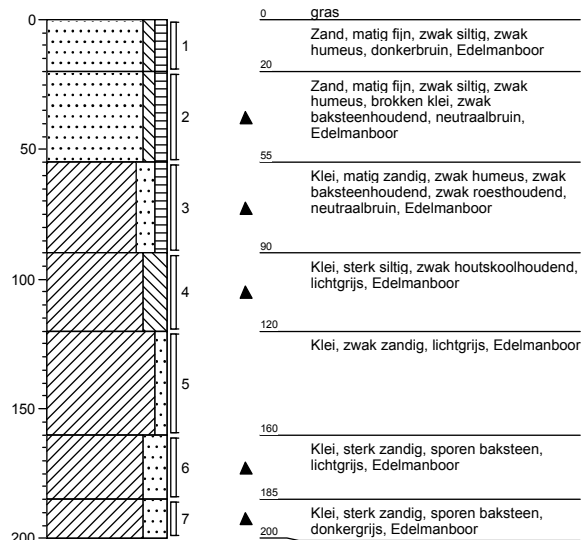 0
50
100
150
200
1
2
3
4
5
6
7
0 gras
Zand, matig fijn, zwak siltig, zwak
humeus, donkerbruin, Edelmanboor
20
Zand, matig fijn, zwak siltig, zwak
humeus, brokken klei, zwak
baksteenhoudend, neutraalbruin,
Edelmanboor
55
Klei, matig zandig, zwak humeus, zwak
baksteenhoudend, zwak roesthoudend,
neutraalbruin, Edelmanboor
90
Klei, sterk siltig, zwak houtskoolhoudend,
lichtgrijs, Edelmanboor
120
Klei, zwak zandig, lichtgrijs, Edelmanboor
160
Klei, sterk zandig, sporen baksteen,
lichtgrijs, Edelmanboor
185
Klei, sterk zandig, sporen baksteen,
donkergrijs, Edelmanboor
200